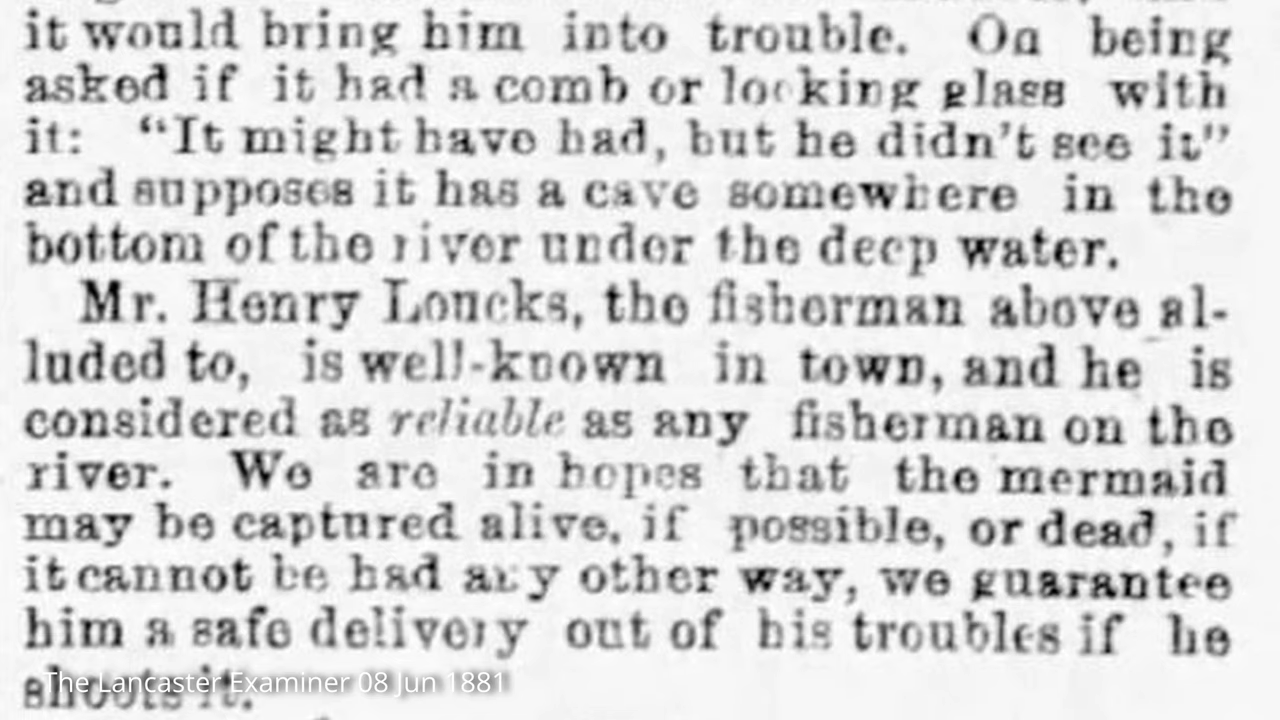 it would bring him into trouble. On being
asked if it had a comb or looking glass with
it: “It might have had, but he didn’t see it”
and supposes it has a cave somewhere in the
bottom of the river under the deep water.
Mr. Henry Loucks, the fisherman above al-
luded to, is well-known in town, and he is
considered as reliable as any fisherman on the
river. We are in hopes that the mermaid
may be captured alive, if possible, or dead, if
it cannot be had any other way, we guarantee
him a safe delivery out of his troubles if he
shoots it.
The Lancaster Examiner 08 Jun 1881